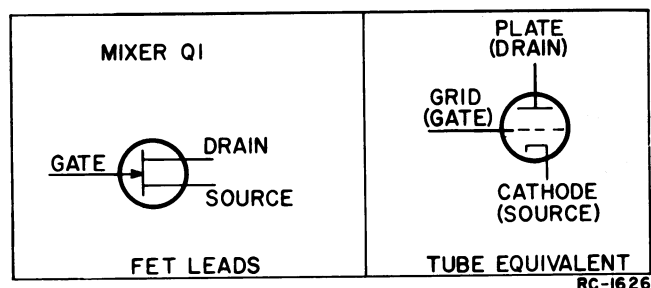 MIXER Q1
GATE
DRAIN
SOURCE
FET LEADS
PLATE
(DRAIN)
GRID
(GATE)
CATHODE
(SOURCE)
TUBE EQUIVALENT
RC-1626